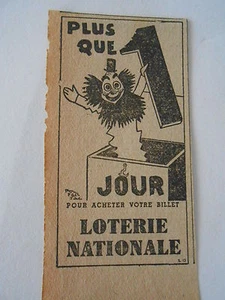 PLUS
QUE 1
JOUR
POUR ACHETER VOTRE BILLET
LOTERIE
NATIONALE